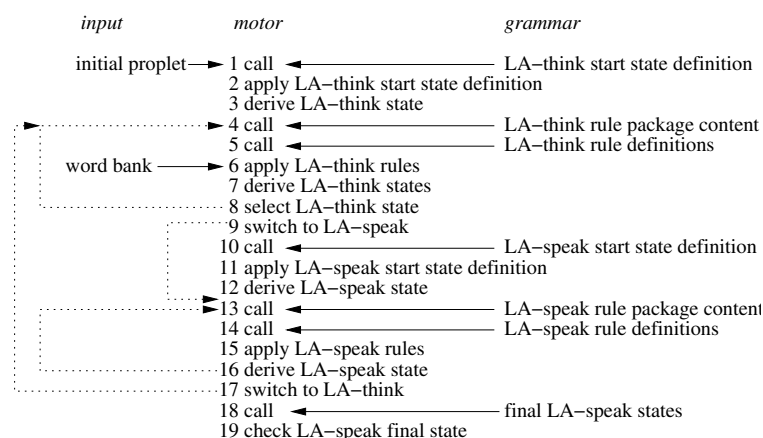 input motor grammar
initial proplet 1 call LA−think start state definition
2 apply LA−think start state definition
3 derive LA−think state
4 call LA−think rule package content
5 call LA−think rule definitions
word bank 6 apply LA−think rules
7 derive LA−think states
8 select LA−think state
9 switch to LA−speak
10 call LA−speak start state definition
11 apply LA−speak start state definition
12 derive LA−speak state
13 call LA−speak rule package content
14 call LA−speak rule definitions
15 apply LA−speak rules
16 derive LA−speak state
17 switch to LA−think
18 call final LA−speak states
19 check LA−speak final state